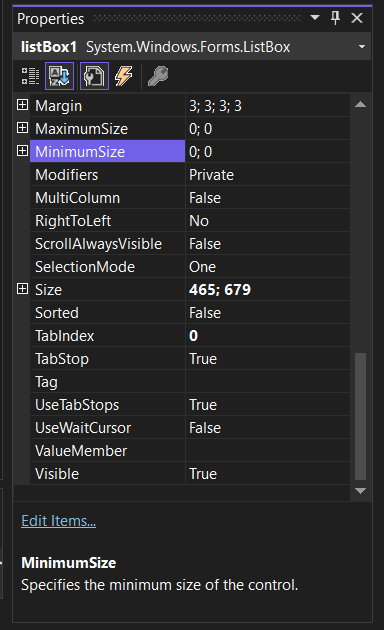 Properties
listBox1 System.Windows.Forms.ListBox
Margin 3; 3; 3; 3
MaximumSize 0; 0
MinimumSize 0; 0
Modifiers Private
MultiColumn False
RightToLeft No
ScrollAlwaysVisible False
SelectionMode One
Size 465; 679
Sorted False
TabIndex 0
TabStop True
Tag
UseTabStops True
UseWaitCursor False
ValueMember
Visible True
Edit Items...
MinimumSize
Specifies the minimum size of the control.